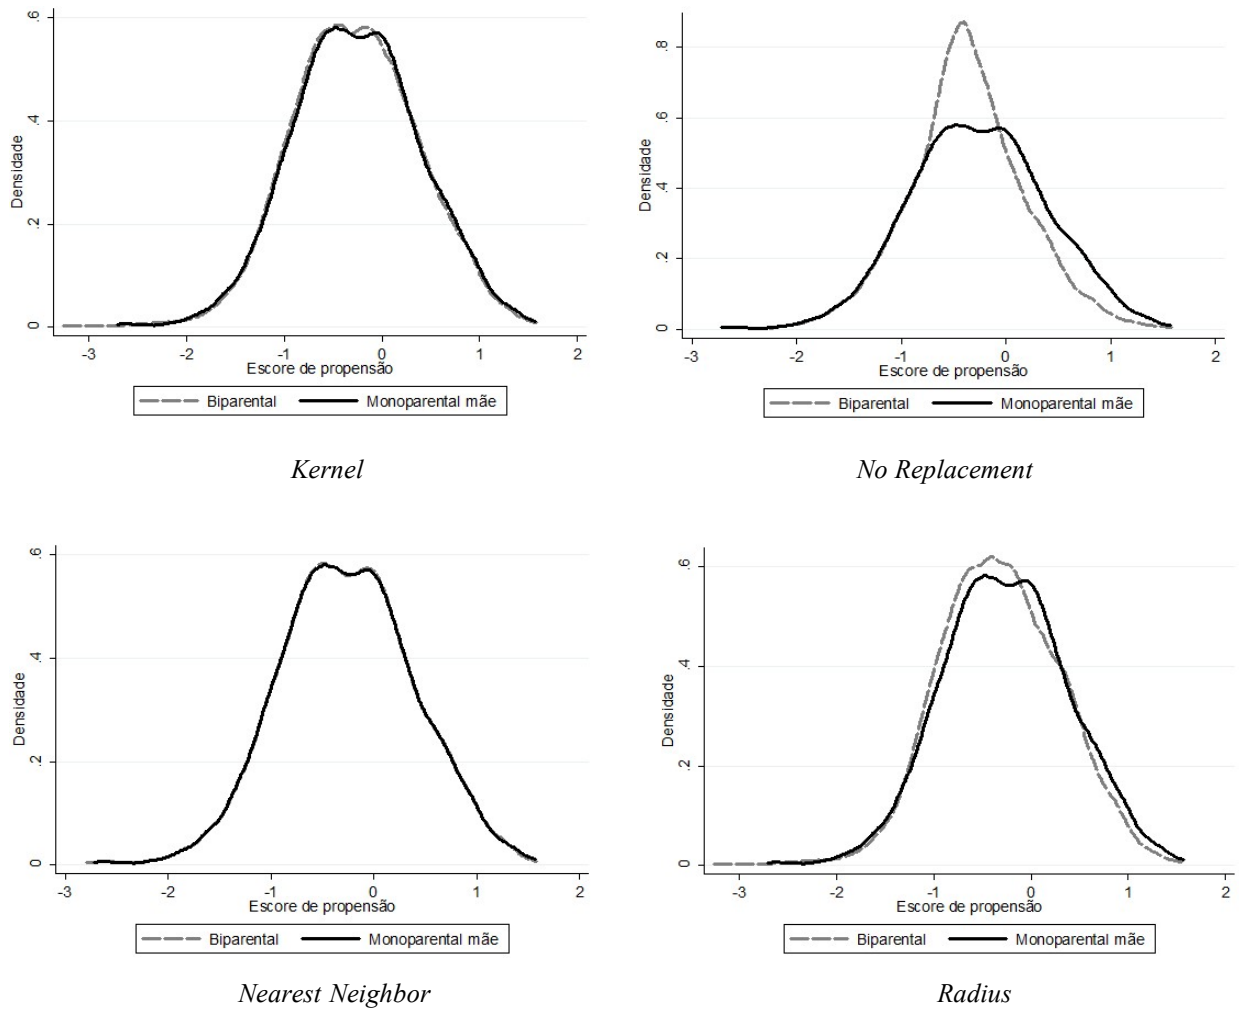 .6
.4
.2
0
Densidade
-3 -2 -1 0 1 2
Escore de propensão
Biparental Monoparental mãe
Kernel
.8
.6
.4
.2
0
Densidade
-3 -2 -1 0 1 2
Escore de propensão
Biparental Monoparental mãe
No Replacement
.6
.4
.2
0
Densidade
-3 -2 -1 0 1 2
Escore de propensão
Biparental Monoparental mãe
Nearest Neighbor
.6
.4
.2
0
Densidade
-3 -2 -1 0 1 2
Escore de propensão
Biparental Monoparental mãe
Radius